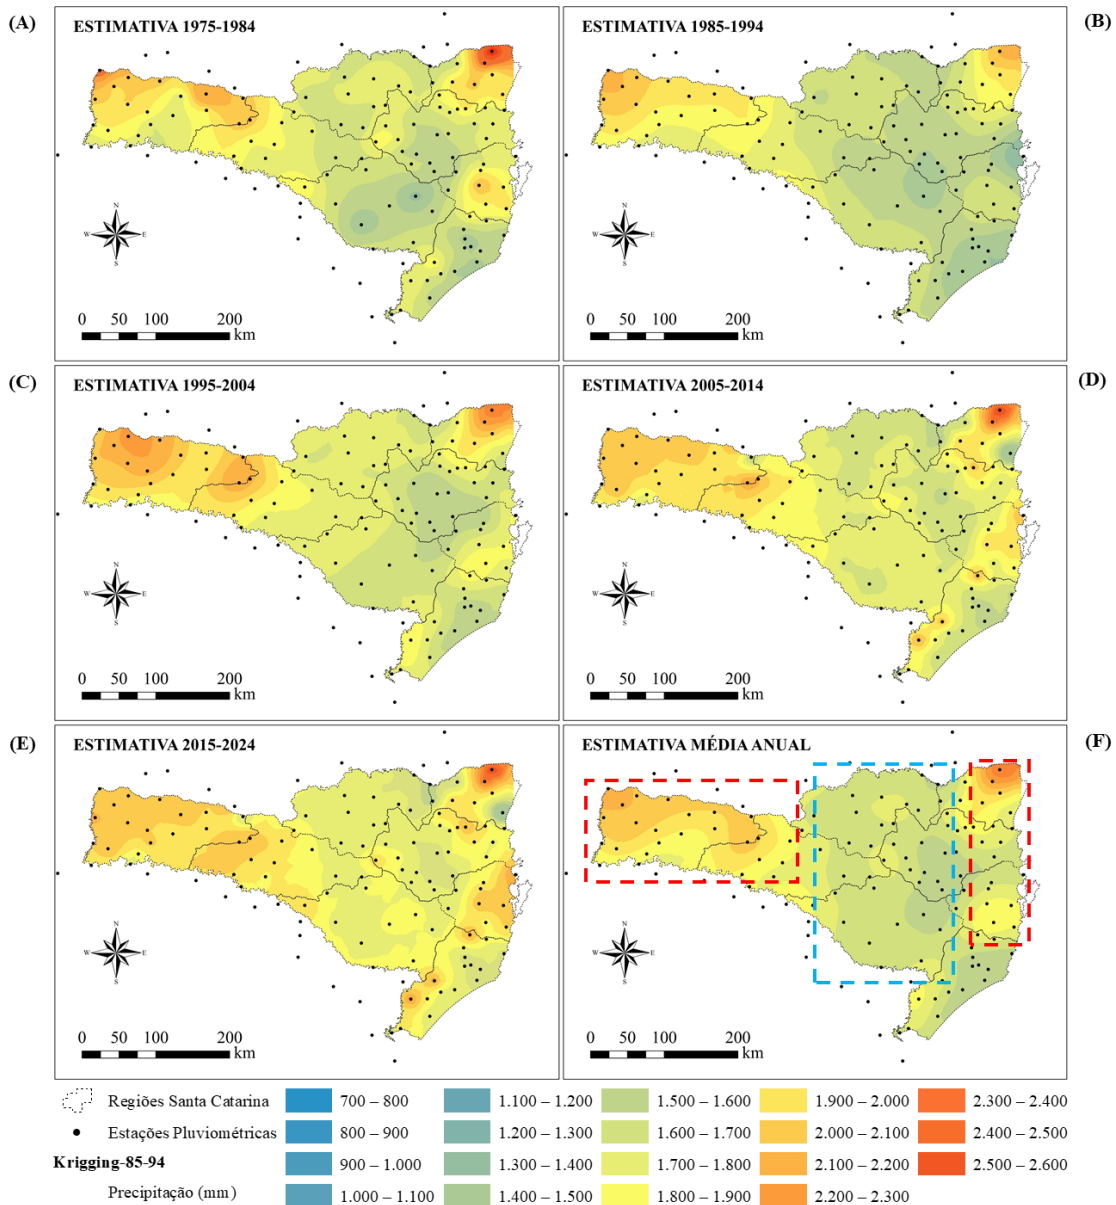 (A)
ESTIMATIVA 1975-1984
N
W
E
S
0 50 100 200
km
ESTIMATIVA 1985-1994
(B)
N
W
E
S
0 50 100 200
km
(C)
ESTIMATIVA 1995-2004
N
W
E
S
0 50 100 200
km
ESTIMATIVA 2005-2014
(D)
N
W
E
S
0 50 100 200
km
(E)
ESTIMATIVA 2015-2024
N
W
E
S
0 50 100 200
km
ESTIMATIVA MÉDIA ANUAL
(F)
N
W
E
S
0 50 100 200
km
Regiões Santa Catarina
Estações Pluviométricas
Krigging-85-94
Precipitação (mm)
700 – 800
800 – 900
900 – 1.000
1.000 – 1.100
1.100 – 1.200
1.200 – 1.300
1.300 – 1.400
1.400 – 1.500
1.500 – 1.600
1.600 – 1.700
1.700 – 1.800
1.800 – 1.900
1.900 – 2.000
2.000 – 2.100
2.100 – 2.200
2.200 – 2.300
2.300 – 2.400
2.400 – 2.500
2.500 – 2.600